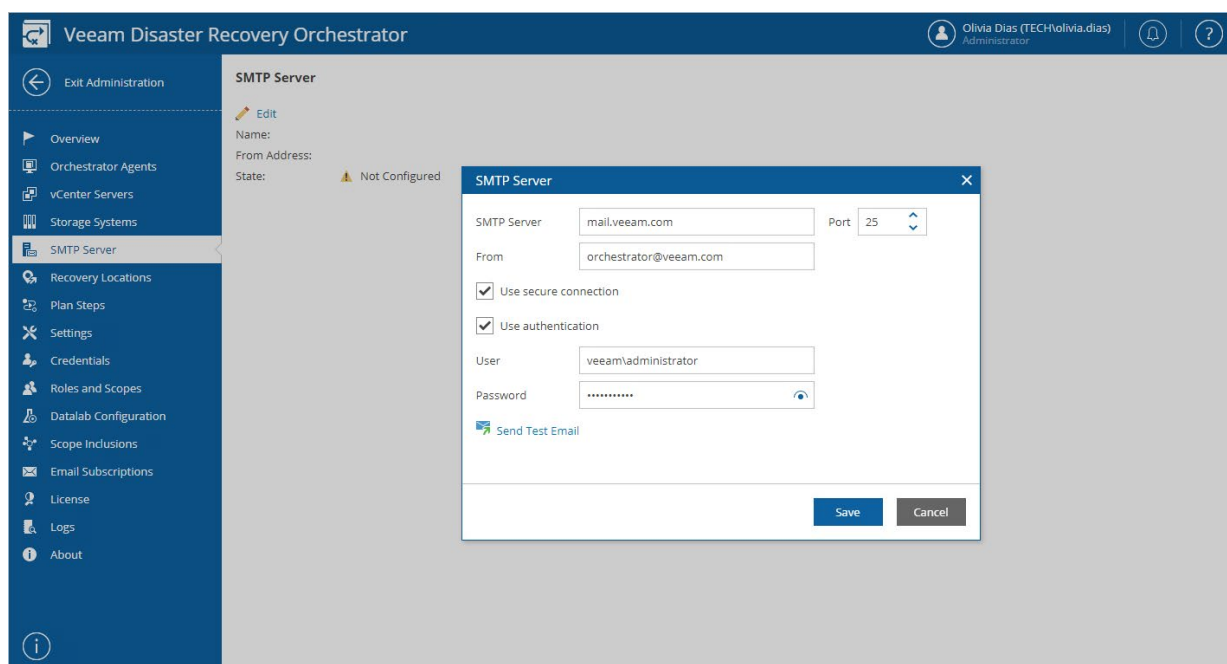 Veeam Disaster Recovery Orchestrator
Olivia Dias (TECH\olivia.dias)
Administrator
?
Exit Administration
Overview
Orchestrator Agents
vCenter Servers
Storage Systems
SMTP Server
Recovery Locations
Plan Steps
Settings
Credentials
Roles and Scopes
Datalab Configuration
Scope Inclusions
Email Subscriptions
License
Logs
About
SMTP Server
Edit
Name:
From Address:
State: Not Configured
SMTP Server
SMTP Server mail.veeam.com Port 25
From orchestrator@veeam.com
Use secure connection
Use authentication
User veeam\administrator
Password •••••••••••
Send Test Email
Save Cancel